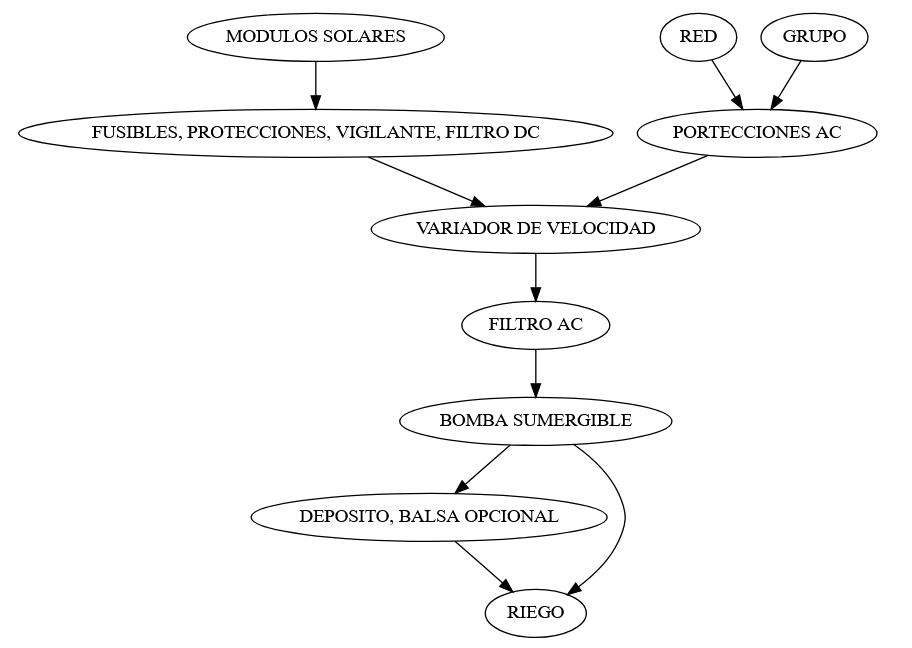 MODULOS SOLARES
RED
GRUPO
FUSIBLES, PROTECCIONES, VIGILANTE, FILTRO DC
PORTECCIONES AC
VARIADOR DE VELOCIDAD
FILTRO AC
BOMBA SUMERGIBLE
DEPOSITO, BALSA OPCIONAL
RIEGO